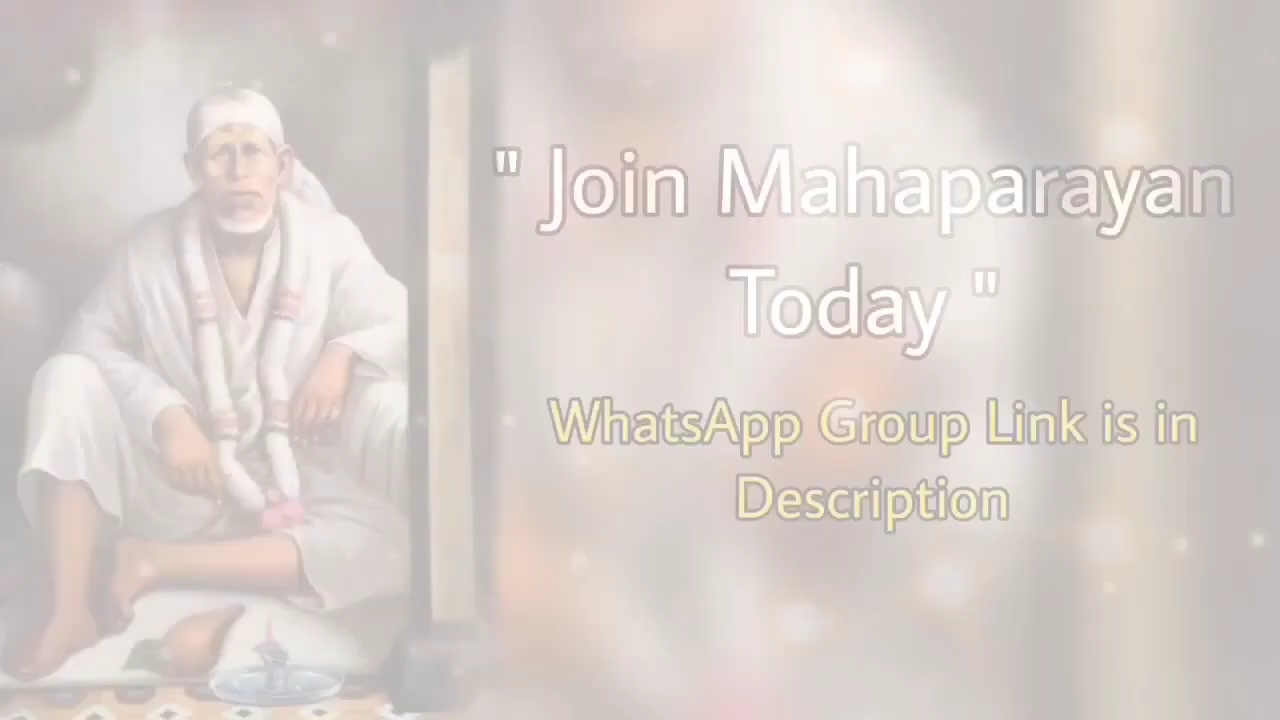 " Join Mahaparayan
Today "
WhatsApp Group Link is in
Description